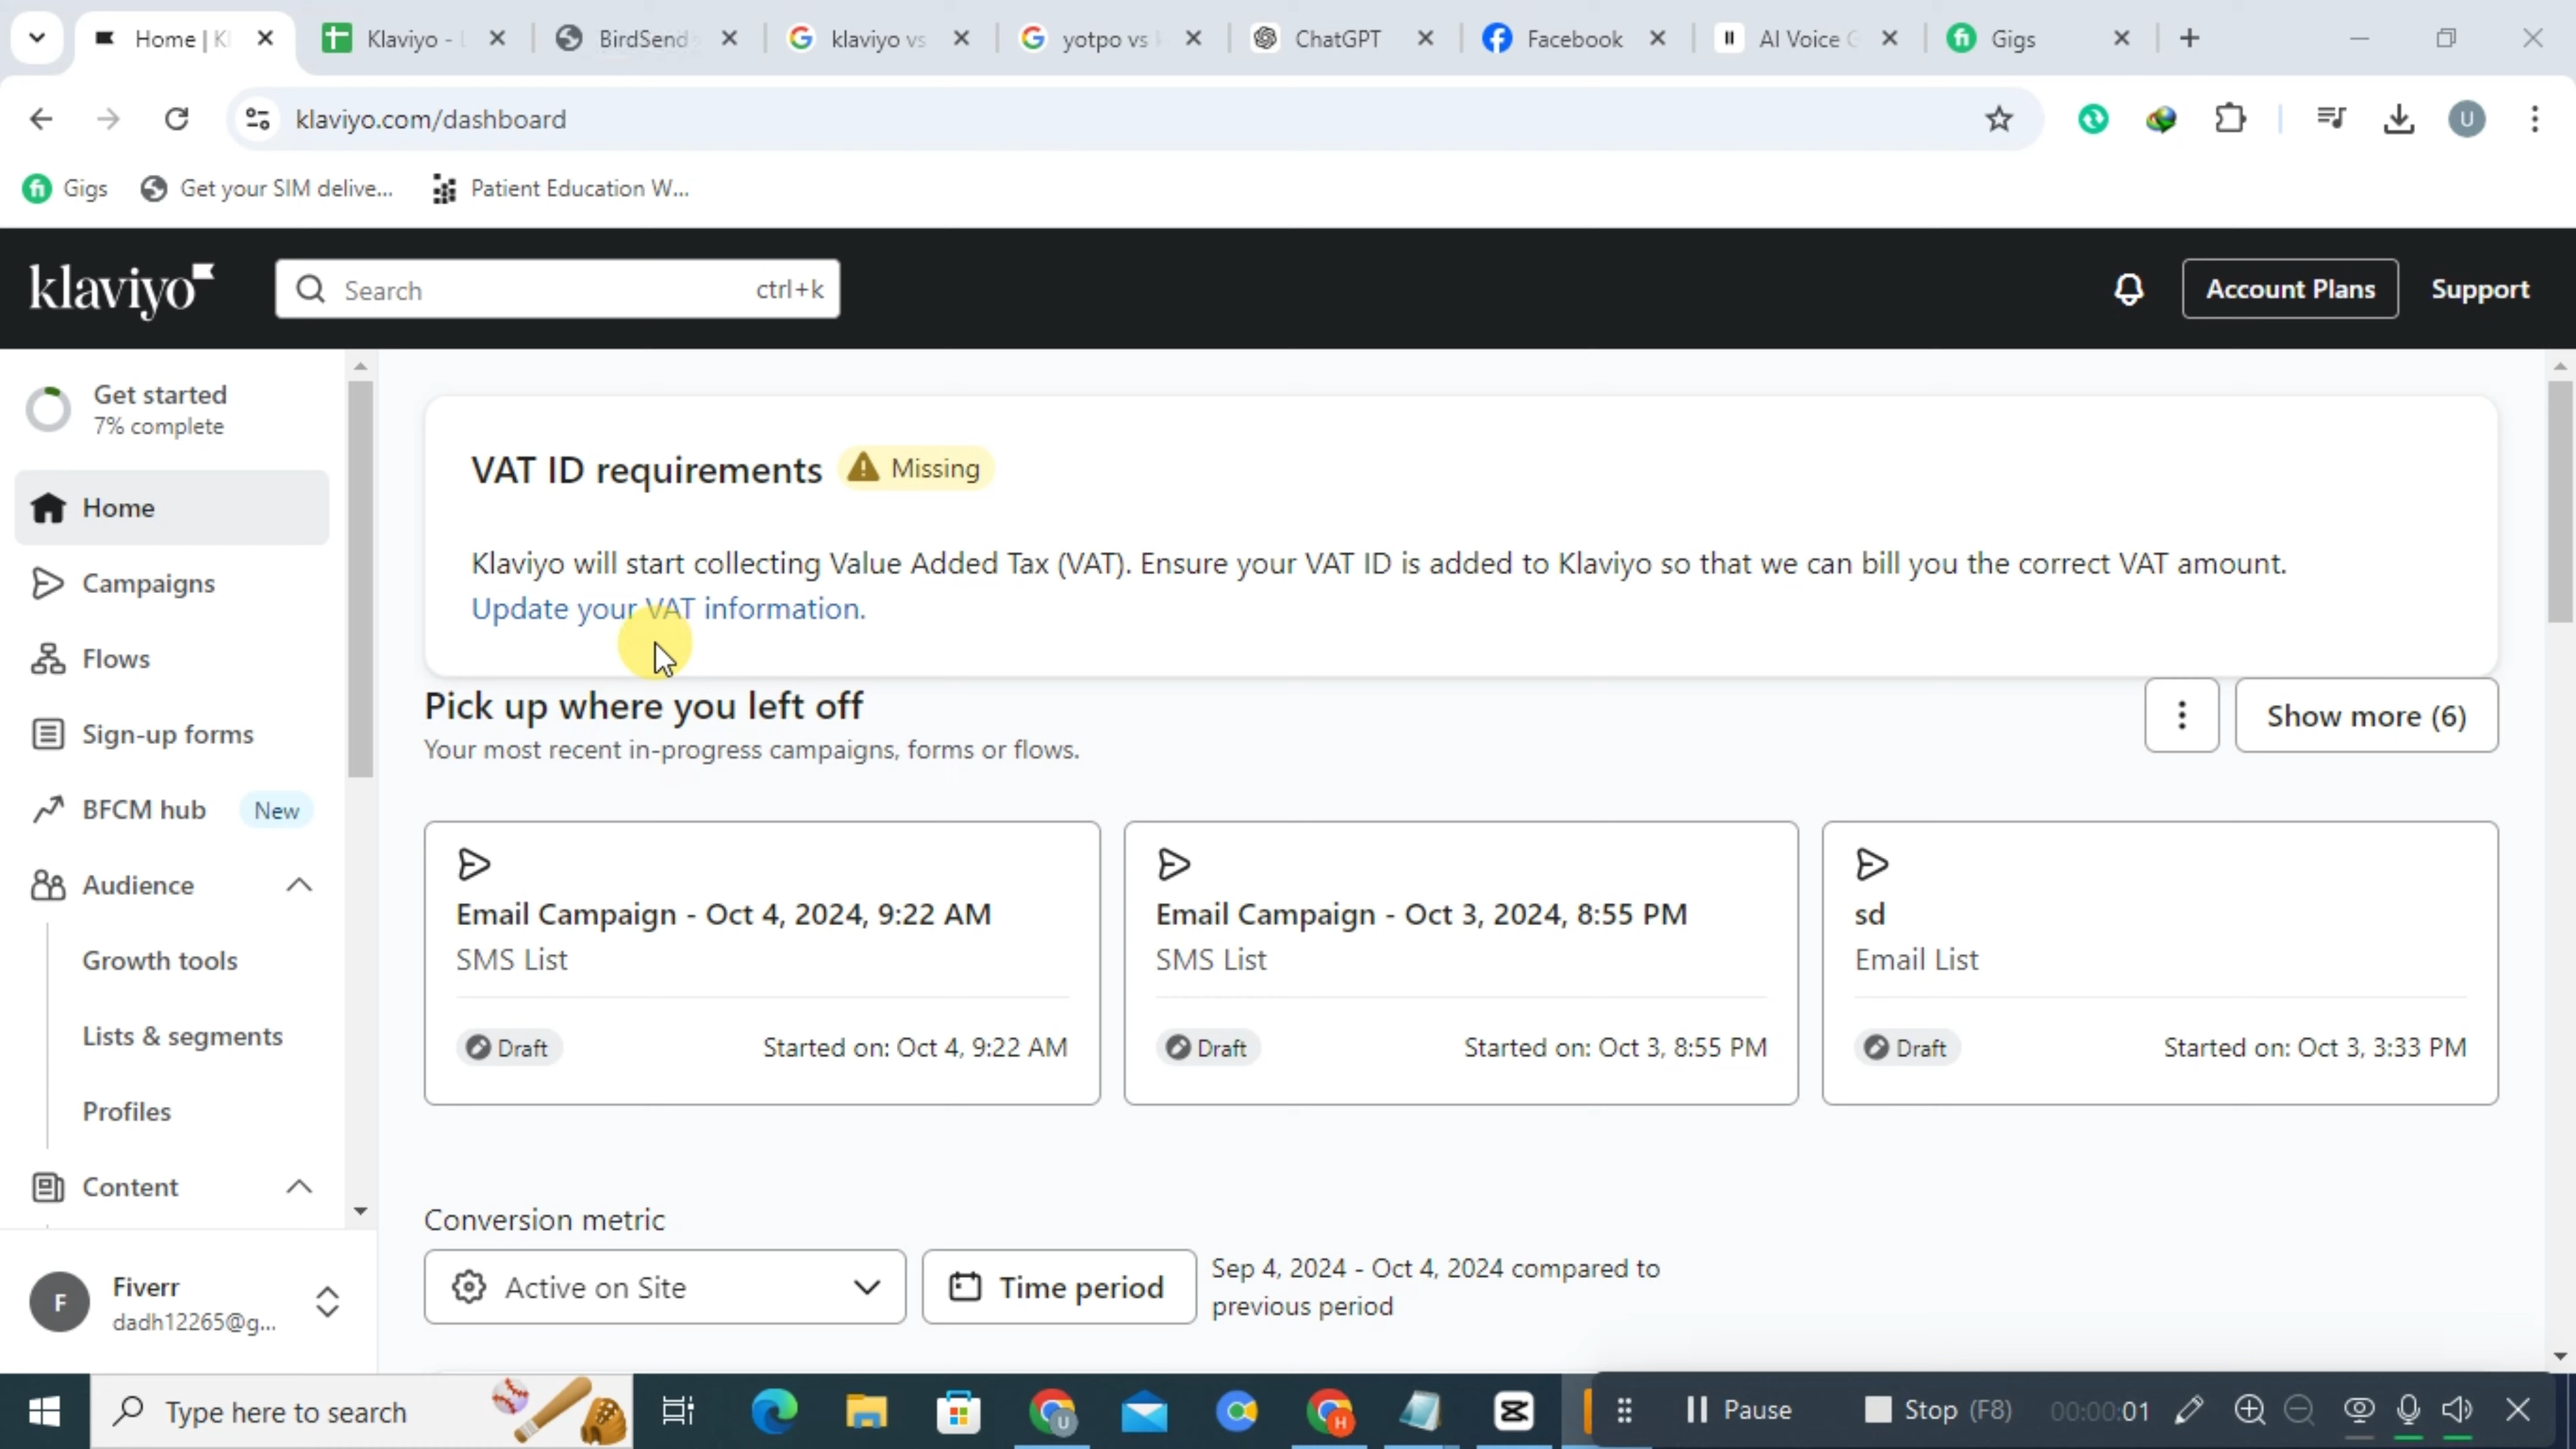 Home | Kl
Klaviyo - L
BirdSend
klaviyo vs
yotpo vs
ChatGPT
Facebook
AI Voice G
Gigs
klaviyo.com/dashboard
U
Gigs
Get your SIM delive...
Patient Education W...
klaviyo
Search
ctrl+k
Account Plans
Support
Get started
7% complete
Home
Campaigns
Flows
Sign-up forms
BFCM hub
New
Audience
Growth tools
Lists & segments
Profiles
Content
F
Fiverr
dadh12265@g...
VAT ID requirements
Missing
Klaviyo will start collecting Value Added Tax (VAT). Ensure your VAT ID is added to Klaviyo so that we can bill you the correct VAT amount.
Update your VAT information.
Pick up where you left off
Your most recent in-progress campaigns, forms or flows.
Show more (6)
Email Campaign - Oct 4, 2024, 9:22 AM
SMS List
Draft
Started on: Oct 4, 9:22 AM
Email Campaign - Oct 3, 2024, 8:55 PM
SMS List
Draft
Started on: Oct 3, 8:55 PM
sd
Email List
Draft
Started on: Oct 3, 3:33 PM
Conversion metric
Active on Site
Time period
Sep 4, 2024 - Oct 4, 2024 compared to
previous period
Type here to search
U
H
Pause
Stop (F8)
00:00:01